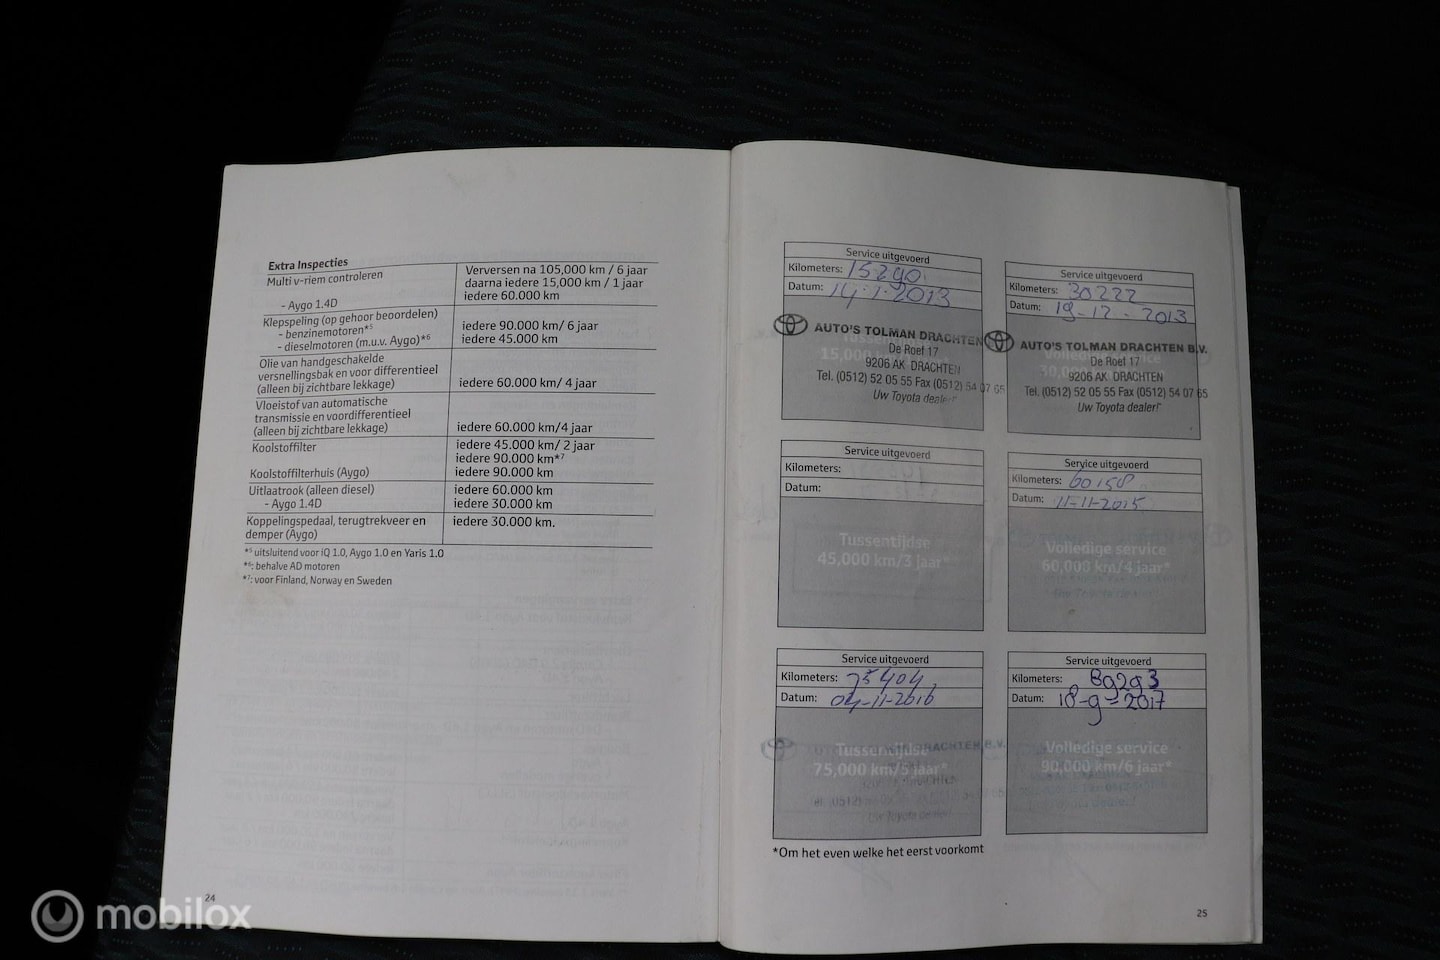 Extra Inspecties
Multi v-riem controleren
Verversen na 105,000 km / 6 jaar
daarna iedere 15,000 km / 1 jaar
- Aygo 1.4D
iedere 60.000 km
Klepspeling (op gehoor beoordelen)
- benzinemotoren*5
iedere 90.000 km/ 6 jaar
- dieselmotoren (m.u.v. Aygo)*6
iedere 45.000 km
Olie van handgeschakelde
versnellingsbak en voor differentieel
(alleen bij zichtbare lekkage)
iedere 60.000 km/ 4 jaar
Vloeistof van automatische
transmissie en voordifferentieel
(alleen bij zichtbare lekkage)
iedere 60.000 km/4 jaar
Koolstoffilter
iedere 45.000 km/ 2 jaar
iedere 90.000 km*7
Koolstoffilterhuis (Aygo)
iedere 90.000 km
Uitlaatrook (alleen diesel)
iedere 60.000 km
- Aygo 1.4D
iedere 30.000 km
Koppelingspedaal, terugtrekveer en
demper (Aygo)
iedere 30.000 km.
*5 uitsluitend voor iQ 1.0, Aygo 1.0 en Yaris 1.0
*6: behalve AD motoren
*7: voor Finland, Norway en Sweden
24
Service uitgevoerd
Kilometers: 15290
Datum: 14-1-2013
AUTO'S TOLMAN DRACHTEN
De Roef 17
15,000
9206 AK DRACHTEN
Tel. (0512) 52 05 55 Fax (0512) 54 07 65
Uw Toyota dealer!
Service uitgevoerd
Kilometers: 30222
Datum: 19-12-2013
AUTO'S TOLMAN DRACHTEN B.V.
Volledige service
De Roef 17
9206 AK DRACHTEN
Tel. (0512) 52 05 55 Fax (0512) 54 07 65
Uw Toyota dealer!
Service uitgevoerd
Kilometers:
Datum:
Tussentijdse
45,000 km/3 jaar*
Service uitgevoerd
Kilometers: 60158
Datum: 11-11-2015
Volledige service
60,000 km/4 jaar*
Service uitgevoerd
Kilometers: 75404
Datum: 04-11-2016
Tussentijdse
75,000 km/5 jaar*
Service uitgevoerd
Kilometers: 89293
Datum: 18-9-2017
Volledige service
90,000 km/6 jaar*
*Om het even welke het eerst voorkomt
25
mobilox